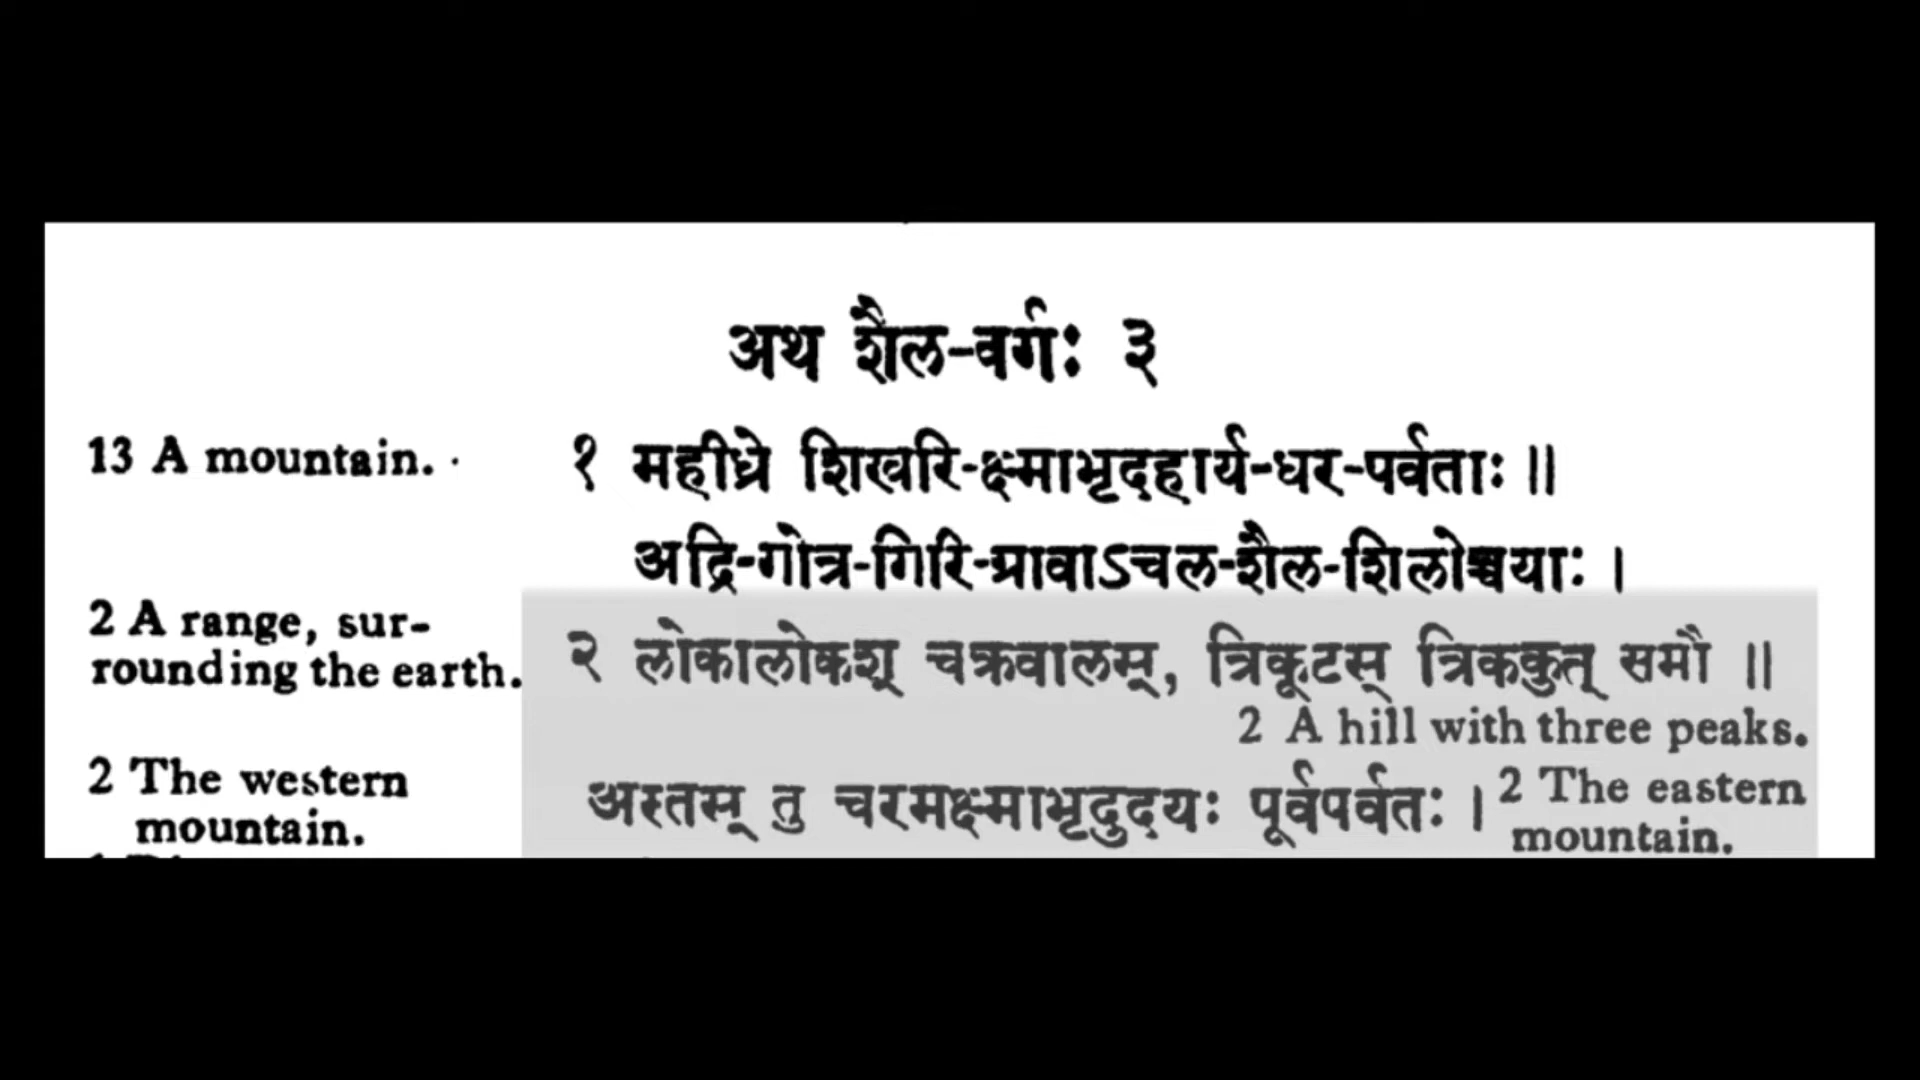 अथ शैल-वर्गः ३
13 A mountain. १ महीध्रे शिखरि-क्ष्माभृदहार्य-धर-पर्वताः ॥
अद्रि-गोत्र-गिरि-ग्रावाऽचल-शैल-शिलोच्चयाः ।
2 A range, sur-
rounding the earth.
२ लोकालोकश् चक्रवालस्, त्रिकूटस् त्रिककुत् समौ ॥
2 A hill with three peaks.
2 The western
mountain.
अस्तस् तु चरमक्ष्माभृदुदयः पूर्वपर्वतः ।
2 The eastern
mountain.